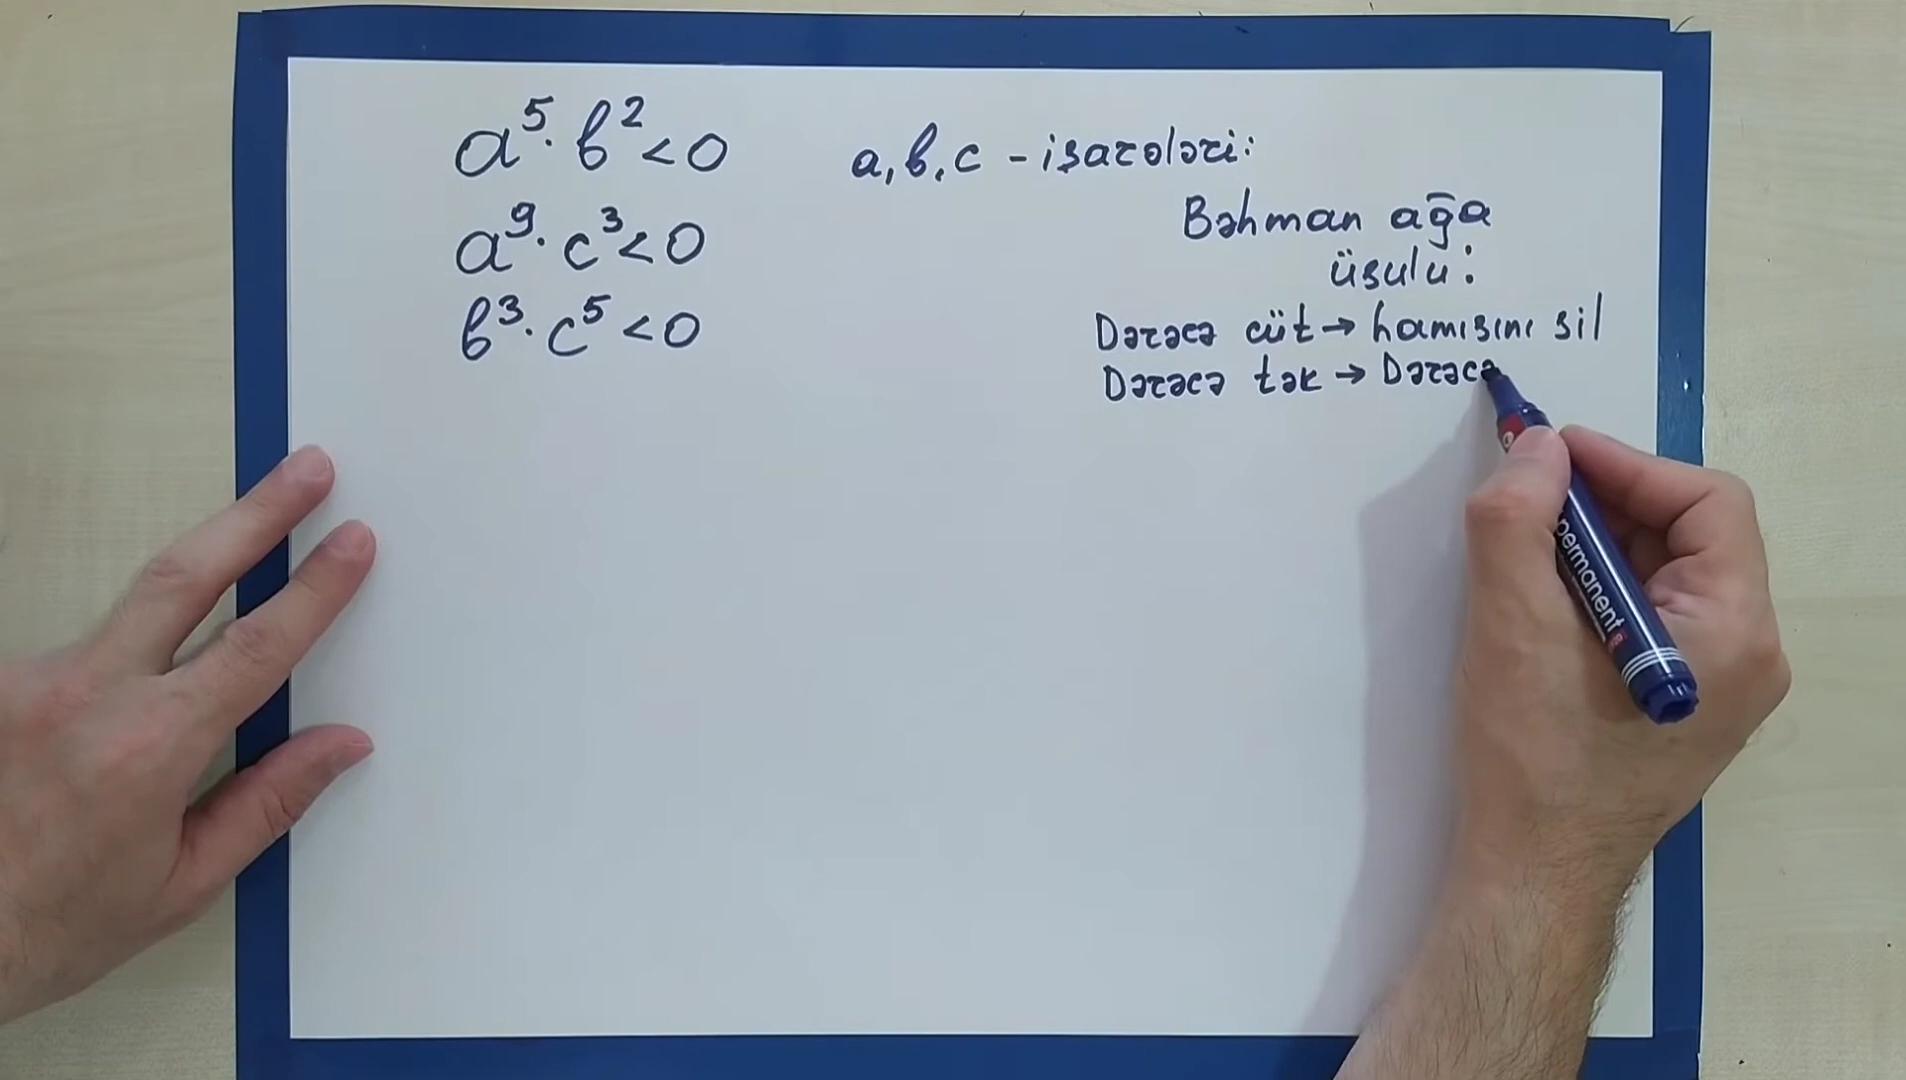 a⁵·b²<0
a⁹·c³<0
b³·c⁵<0
a,b,c - işarələri:
Bəhmən ağa
üsulu:
Dərəcə cüt → hamısını sil
Dərəcə tək → Dərəcə
permanent